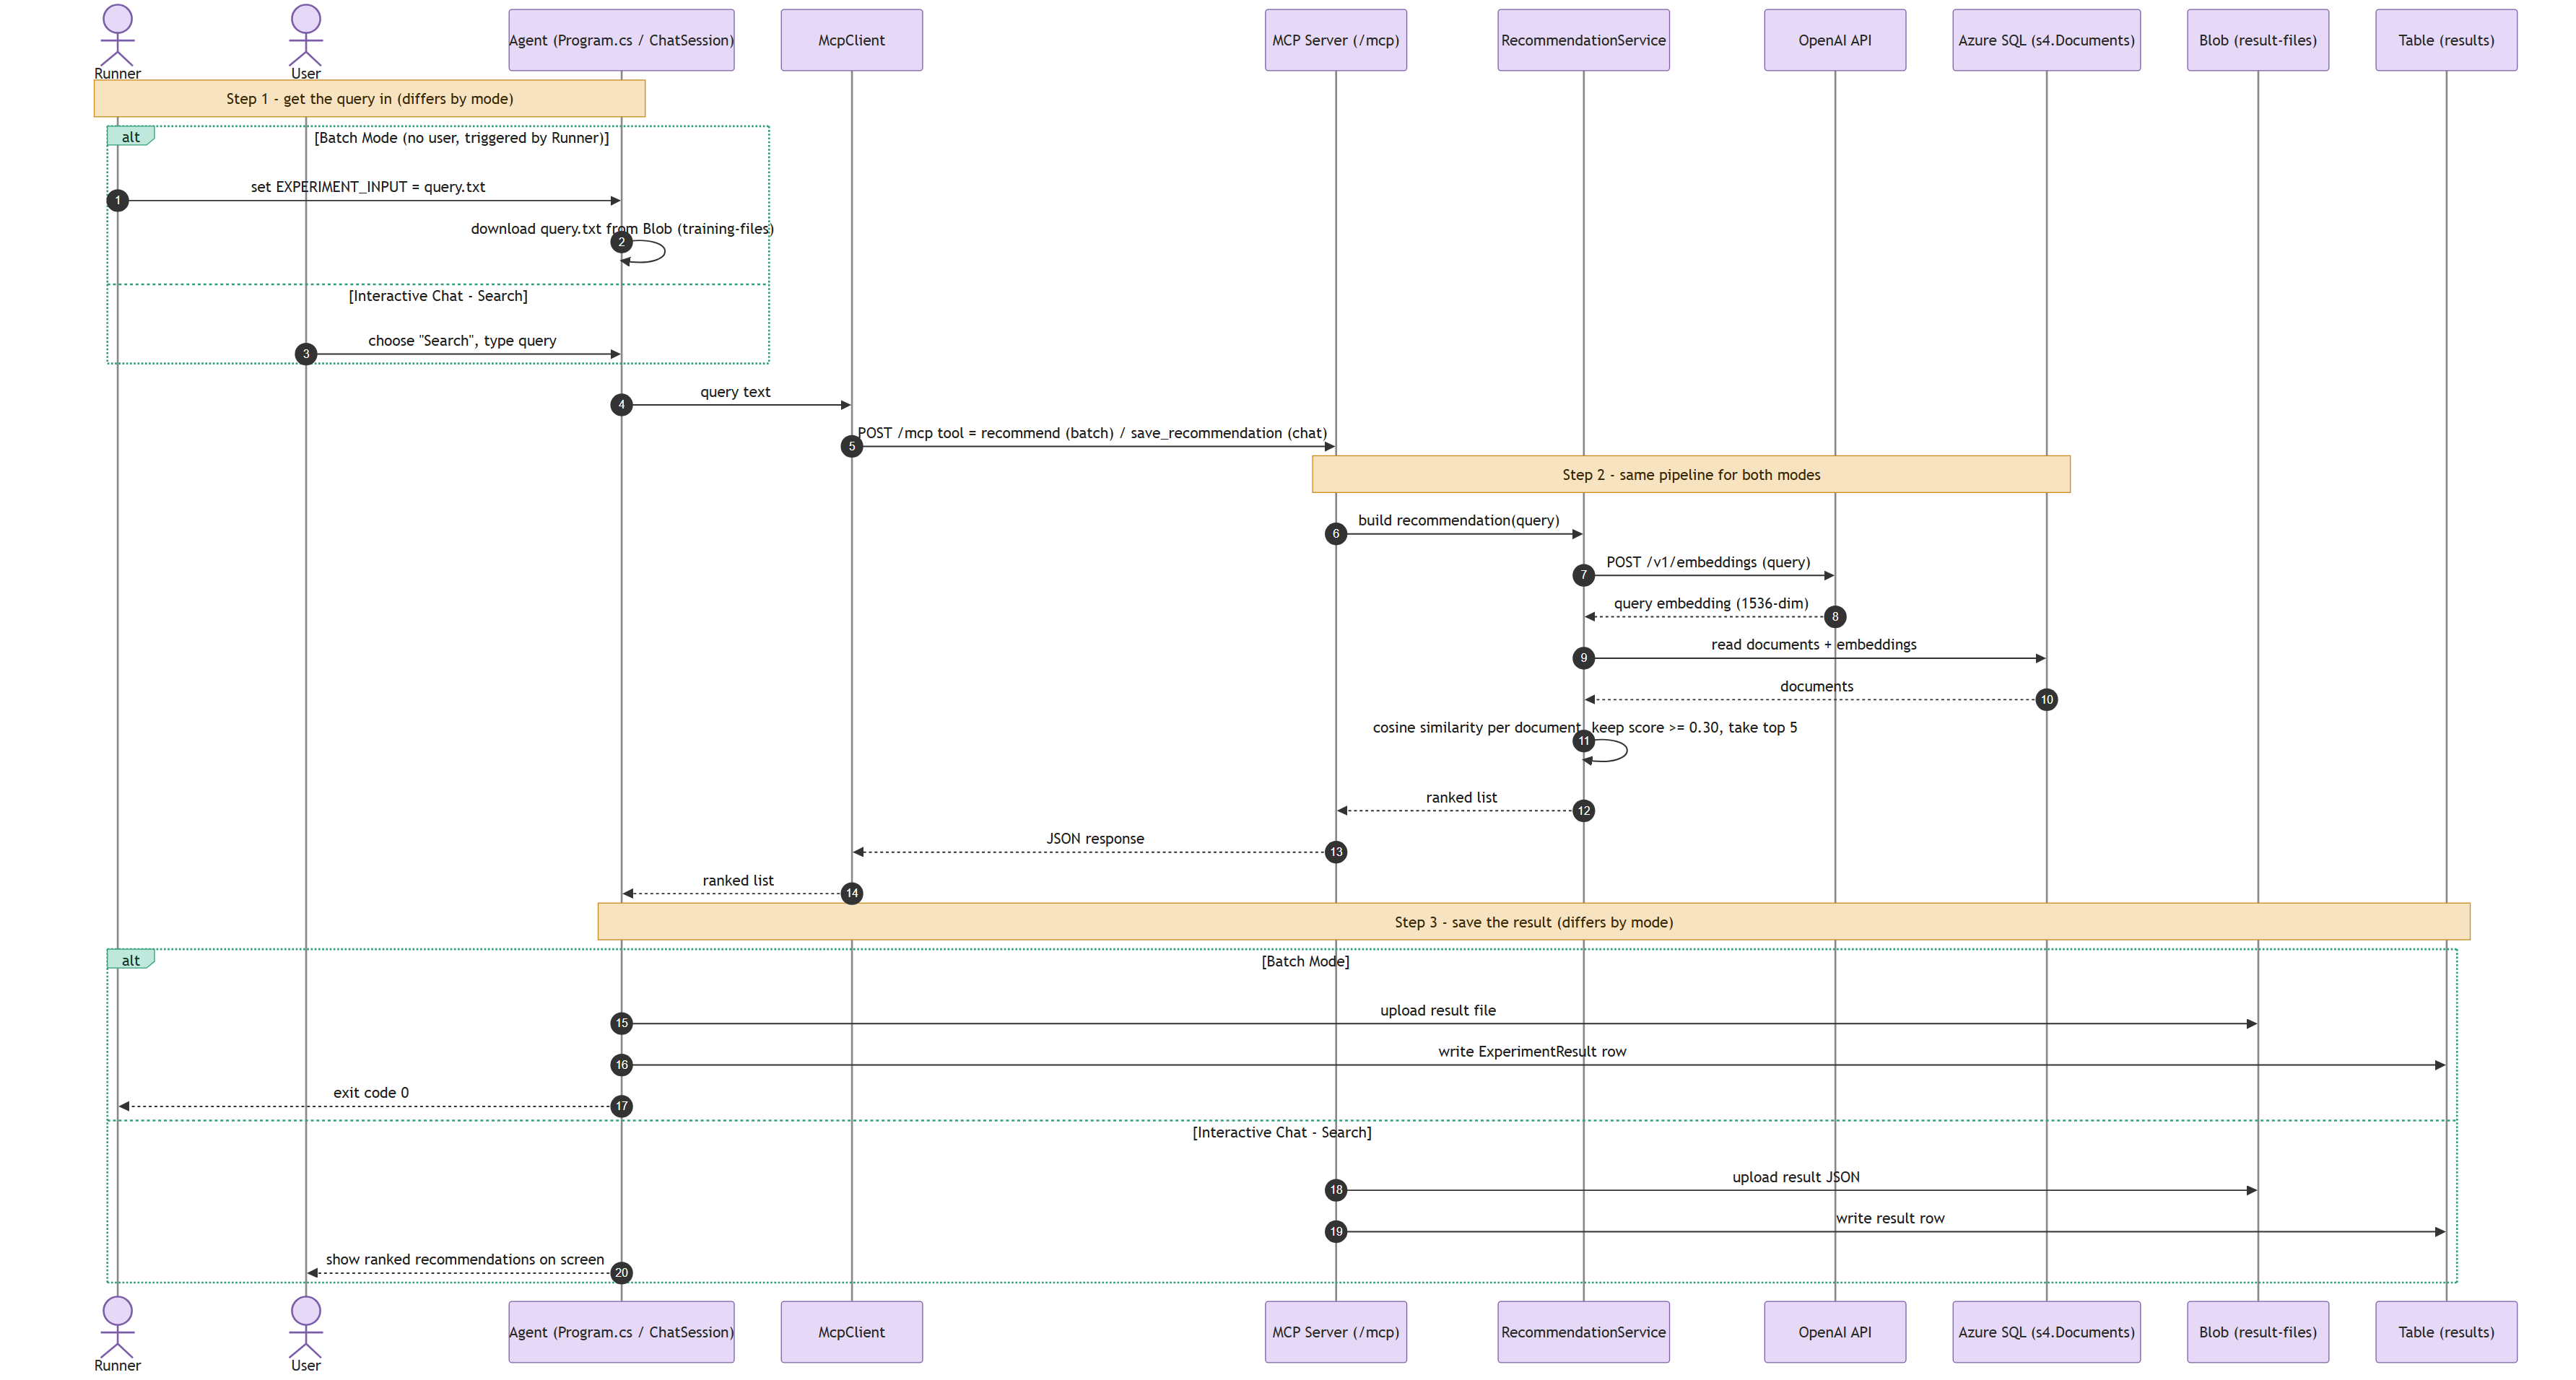 Runner
User
Agent (Program.cs / ChatSession)
McpClient
MCP Server (/mcp)
RecommendationService
OpenAI API
Azure SQL (s4.Documents)
Blob (result-files)
Table (results)
Step 1 - get the query in (differs by mode)
alt
[Batch Mode (no user, triggered by Runner)]
set EXPERIMENT_INPUT = query.txt
1
download query.txt from Blob (training-files)
2
[Interactive Chat - Search]
choose "Search", type query
3
query text
4
POST /mcp tool = recommend (batch) / save_recommendation (chat)
5
Step 2 - same pipeline for both modes
build recommendation(query)
6
POST /v1/embeddings (query)
7
query embedding (1536-dim)
8
read documents + embeddings
9
documents
10
cosine similarity per document, keep score >= 0.30, take top 5
11
ranked list
12
JSON response
13
ranked list
14
Step 3 - save the result (differs by mode)
alt
[Batch Mode]
upload result file
15
write ExperimentResult row
16
exit code 0
17
[Interactive Chat - Search]
upload result JSON
18
write result row
19
show ranked recommendations on screen
20
Runner
User
Agent (Program.cs / ChatSession)
McpClient
MCP Server (/mcp)
RecommendationService
OpenAI API
Azure SQL (s4.Documents)
Blob (result-files)
Table (results)